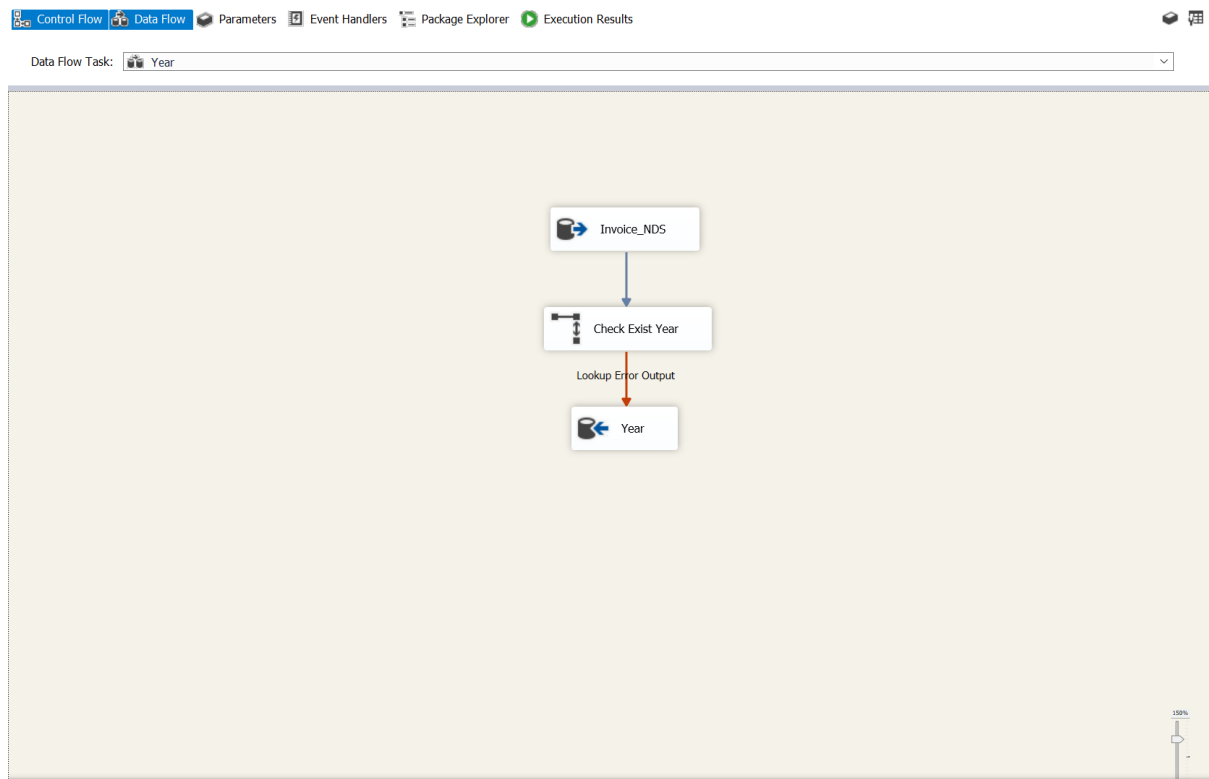 Control Flow Data Flow Parameters Event Handlers Package Explorer Execution Results
Data Flow Task: Year
Invoice_NDS
Check Exist Year
Lookup Error Output
Year
150%